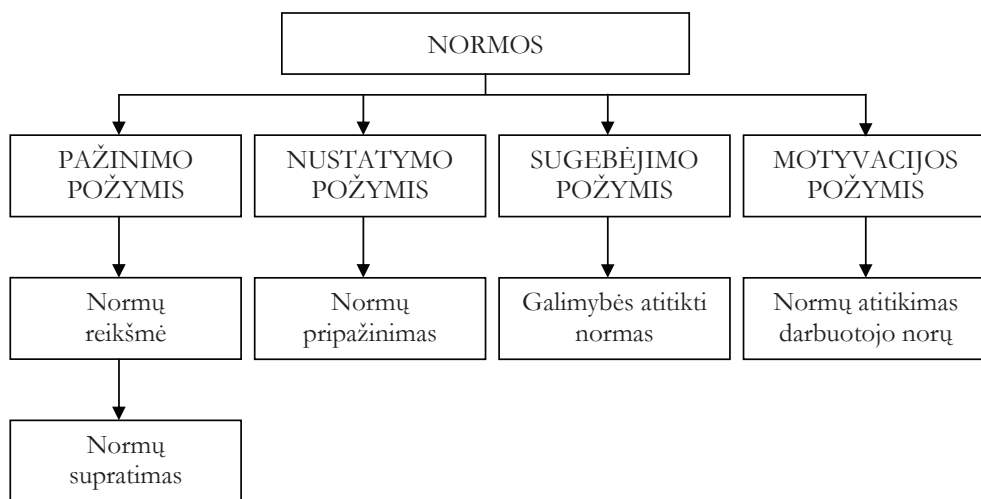 NORMOS
PAŽINIMO
POŽYMIS
NUSTATYMO
POŽYMIS
SUGEBĖJIMO
POŽYMIS
MOTYVACIJOS
POŽYMIS
Normų
reikšmė
Normų
pripažinimas
Galimybės atitikti
normas
Normų atitikimas
darbuotojo norų
Normų
supratimas